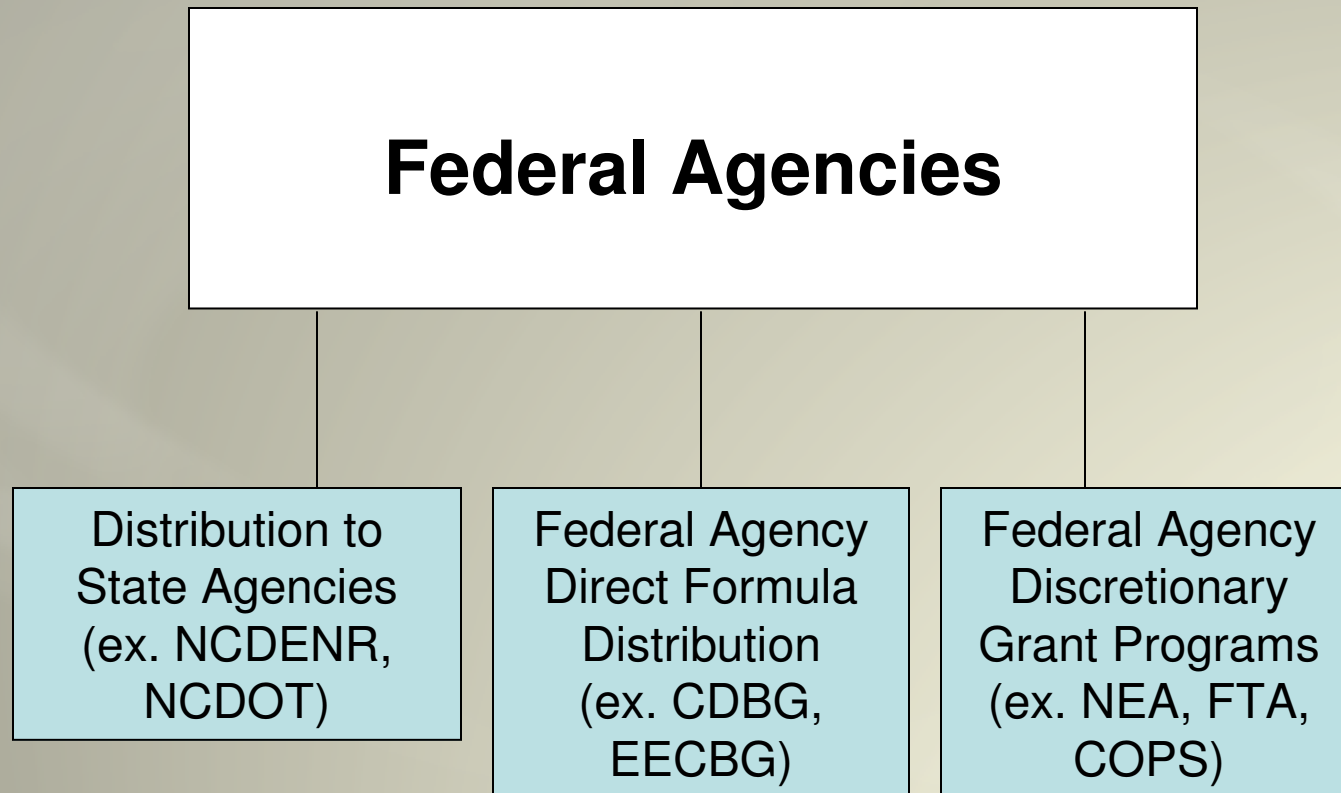 Federal Agencies
Distribution to
State Agencies
(ex. NCDENR,
NCDOT)
Federal Agency
Direct Formula
Distribution
(ex. CDBG,
EECBG)
Federal Agency
Discretionary
Grant Programs
(ex. NEA, FTA,
COPS)